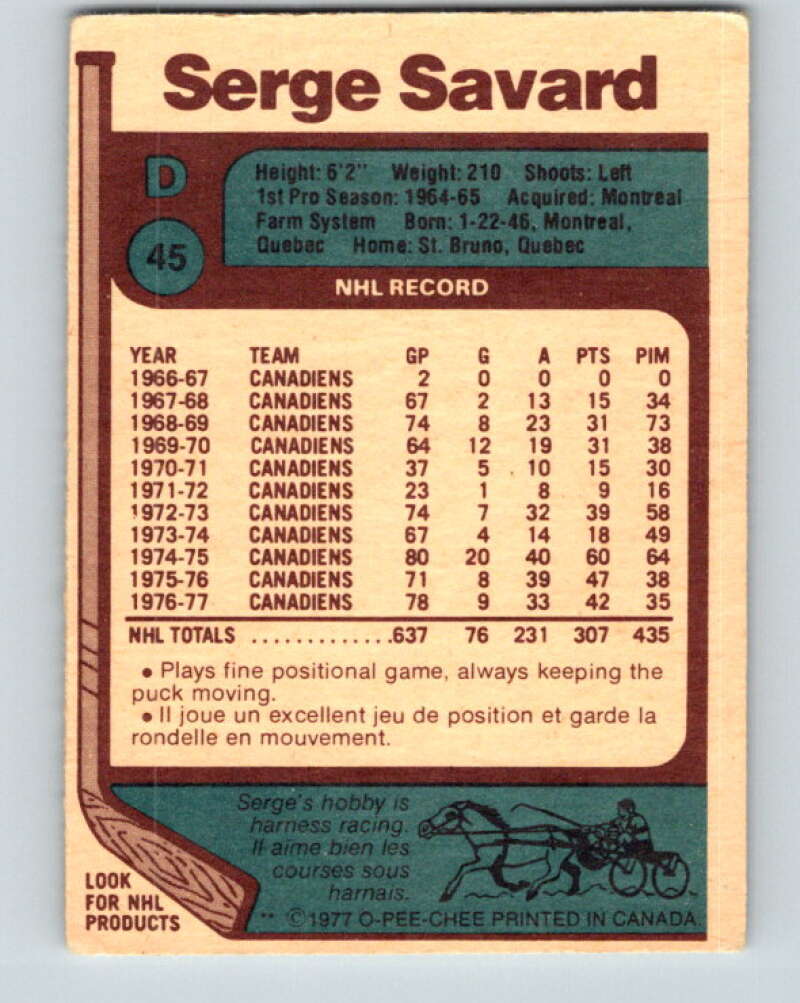 Serge Savard
D
45
Height: 6'2" Weight: 210 Shoots: Left
1st Pro Season: 1964-65 Acquired: Montreal
Farm System Born: 1-22-46, Montreal,
Quebec Home: St. Bruno, Quebec
NHL RECORD
YEAR TEAM GP G A PTS PIM
1966-67 CANADIENS 2 0 0 0 0
1967-68 CANADIENS 67 2 13 15 34
1968-69 CANADIENS 74 8 23 31 73
1969-70 CANADIENS 64 12 19 31 38
1970-71 CANADIENS 37 5 10 15 30
1971-72 CANADIENS 23 1 8 9 16
1972-73 CANADIENS 74 7 32 39 58
1973-74 CANADIENS 67 4 14 18 49
1974-75 CANADIENS 80 20 40 60 64
1975-76 CANADIENS 71 8 39 47 38
1976-77 CANADIENS 78 9 33 42 35
NHL TOTALS .............637 76 231 307 435
• Plays fine positional game, always keeping the
puck moving.
• Il joue un excellent jeu de position et garde la
rondelle en mouvement.
Serge's hobby is
harness racing.
Il aime bien les
courses sous
harnais.
LOOK
FOR NHL
PRODUCTS
** ©1977 O-PEE-CHEE PRINTED IN CANADA.